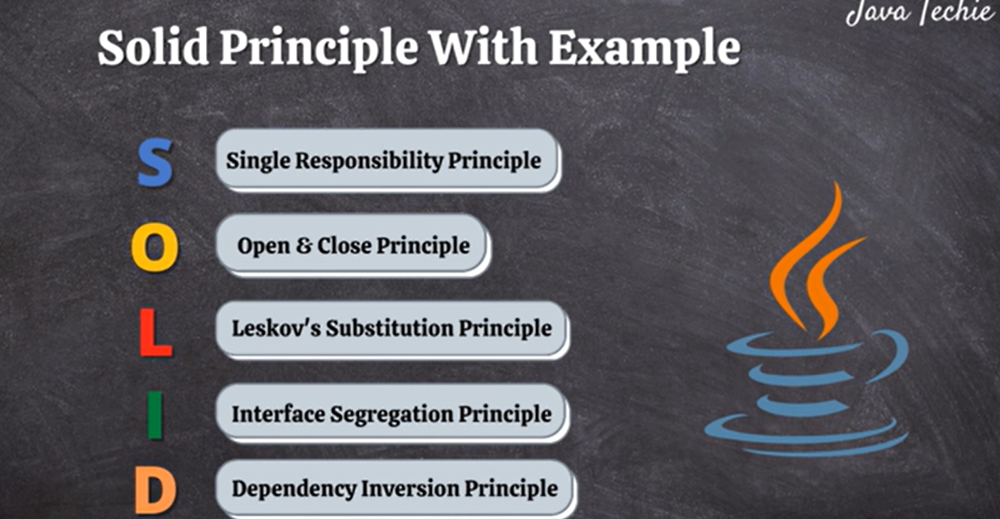 Java Techie
Solid Principle With Example
S Single Responsibility Principle
O Open & Close Principle
L Leskov's Substitution Principle
I Interface Segregation Principle
D Dependency Inversion Principle